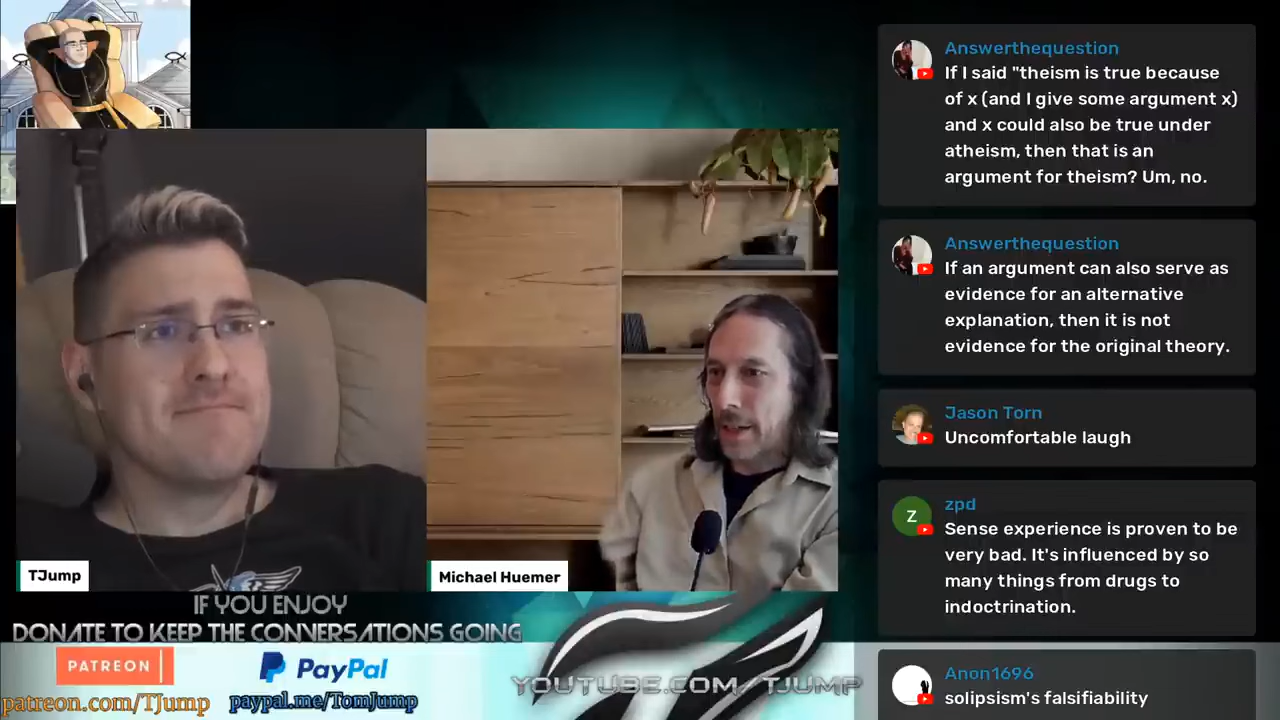 Answerthequestion
If I said "theism is true because
of x (and I give some argument x)
and x could also be true under
atheism, then that is an
argument for theism? Um, no.
Answerthequestion
If an argument can also serve as
evidence for an alternative
explanation, then it is not
evidence for the original theory.
Jason Torn
Uncomfortable laugh
Z
zpd
Sense experience is proven to be
very bad. It's influenced by so
many things from drugs to
indoctrination.
Anon1696
solipsism's falsifiability
TJump
Michael Huemer
IF YOU ENJOY
DONATE TO KEEP THE CONVERSATIONS GOING
PATREON
PayPal
patreon.com/TJump
paypal.me/TomJump
YOUTUBE.COM/TJUMP